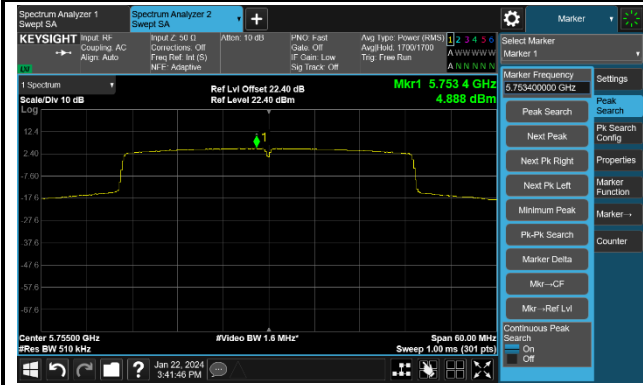 Spectrum Analyzer 1
Swept SA
Spectrum Analyzer 2
Swept SA
+
Marker
KEYSIGHT
Input: RF
Coupling: AC
Align: Auto
Input Z: 50 Ω
Corrections: Off
Freq Ref: Int (S)
NFE: Adaptive
Atten: 10 dB
PNO: Fast
Gate: Off
IF Gain: Low
Sig Track: Off
Avg Type: Power (RMS)
Avg|Hold: 1700/1700
Trig: Free Run
1 2 3 4 5 6
A W W W W W
A N N N N N
Select Marker
Marker 1
1 Spectrum
Scale/Div 10 dB
Log
Ref Lvl Offset 22.40 dB
Ref Level 22.40 dBm
Mkr1 5.753 4 GHz
4.888 dBm
12.4
2.40
-7.60
-17.6
-27.6
-37.6
-47.6
-57.6
-67.6
1
Center 5.75500 GHz
#Res BW 510 kHz
#Video BW 1.6 MHz*
Span 60.00 MHz
Sweep 1.00 ms (301 pts)
Marker Frequency
5.753400000 GHz
Peak Search
Next Peak
Next Pk Right
Next Pk Left
Minimum Peak
Pk-Pk Search
Marker Delta
Mkr→CF
Mkr→Ref Lvl
Continuous Peak
Search
On
Off
Settings
Peak
Search
Pk Search
Config
Properties
Marker
Function
Marker→
Counter
?
Jan 22, 2024
3:41:46 PM